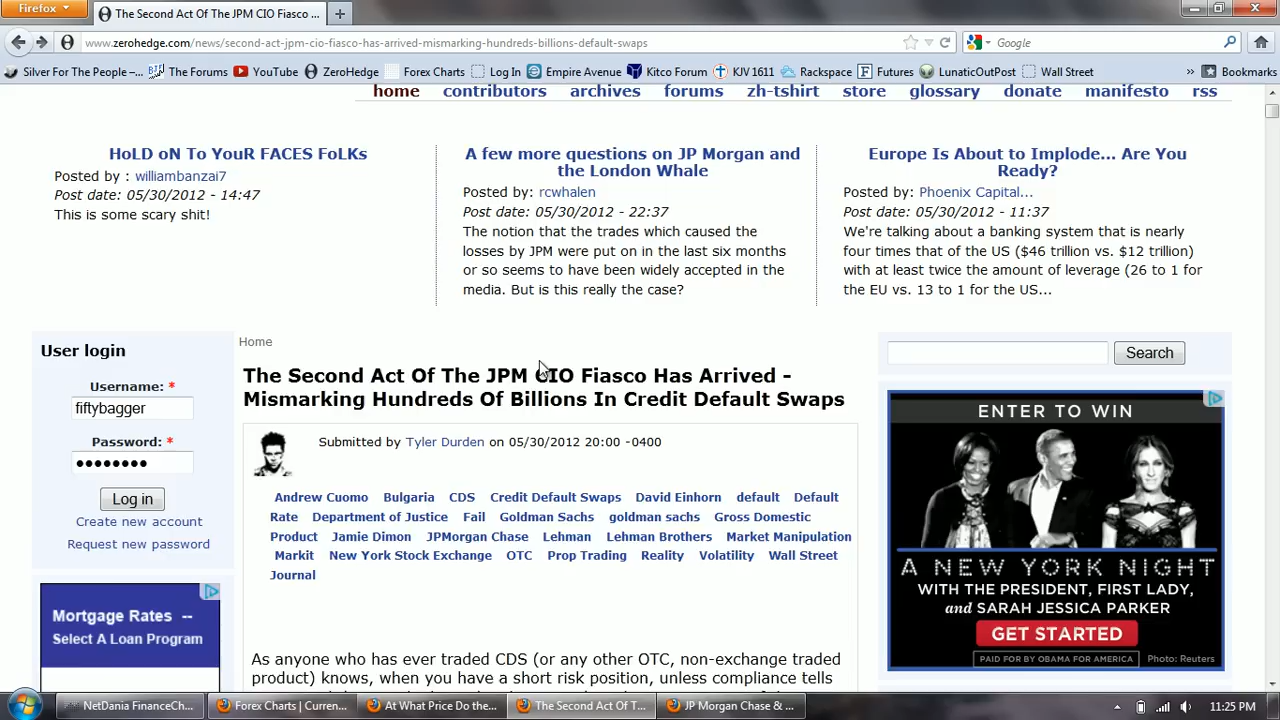 Firefox
The Second Act Of The JPM CIO Fiasco ...
www.zerohedge.com/news/second-act-jpm-cio-fiasco-has-arrived-mismarking-hundreds-billions-default-swaps
Google
Silver For The People –... The Forums YouTube ZeroHedge Forex Charts Log In Empire Avenue Kitco Forum KJV 1611 Rackspace Futures LunaticOutPost Wall Street » Bookmarks
home contributors archives forums zh-tshirt store glossary donate manifesto rss
HoLD oN To YouR FACES FoLKs
Posted by : williambanzai7
Post date: 05/30/2012 - 14:47
This is some scary shit!
A few more questions on JP Morgan and
the London Whale
Posted by: rcwhalen
Post date: 05/30/2012 - 22:37
The notion that the trades which caused the
losses by JPM were put on in the last six months
or so seems to have been widely accepted in the
media. But is this really the case?
Europe Is About to Implode... Are You
Ready?
Posted by: Phoenix Capital...
Post date: 05/30/2012 - 11:37
We're talking about a banking system that is nearly
four times that of the US ($46 trillion vs. $12 trillion)
with at least twice the amount of leverage (26 to 1 for
the EU vs. 13 to 1 for the US...
User login
Username: *
fiftybagger
Password: *
●●●●●●●●
Log in
Create new account
Request new password
Mortgage Rates --
Select A Loan Program
Home
The Second Act Of The JPM CIO Fiasco Has Arrived -
Mismarking Hundreds Of Billions In Credit Default Swaps
Submitted by Tyler Durden on 05/30/2012 20:00 -0400
Andrew Cuomo Bulgaria CDS Credit Default Swaps David Einhorn default Default
Rate Department of Justice Fail Goldman Sachs goldman sachs Gross Domestic
Product Jamie Dimon JPMorgan Chase Lehman Lehman Brothers Market Manipulation
Markit New York Stock Exchange OTC Prop Trading Reality Volatility Wall Street
Journal
As anyone who has ever traded CDS (or any other OTC, non-exchange traded
product) knows, when you have a short risk position, unless compliance tells
Search
ENTER TO WIN
A NEW YORK NIGHT
WITH THE PRESIDENT, FIRST LADY,
and SARAH JESSICA PARKER
GET STARTED
PAID FOR BY OBAMA FOR AMERICA Photo: Reuters
NetDania FinanceCh... Forex Charts | Curren... At What Price Do the... The Second Act Of T... JP Morgan Chase & ... 11:25 PM